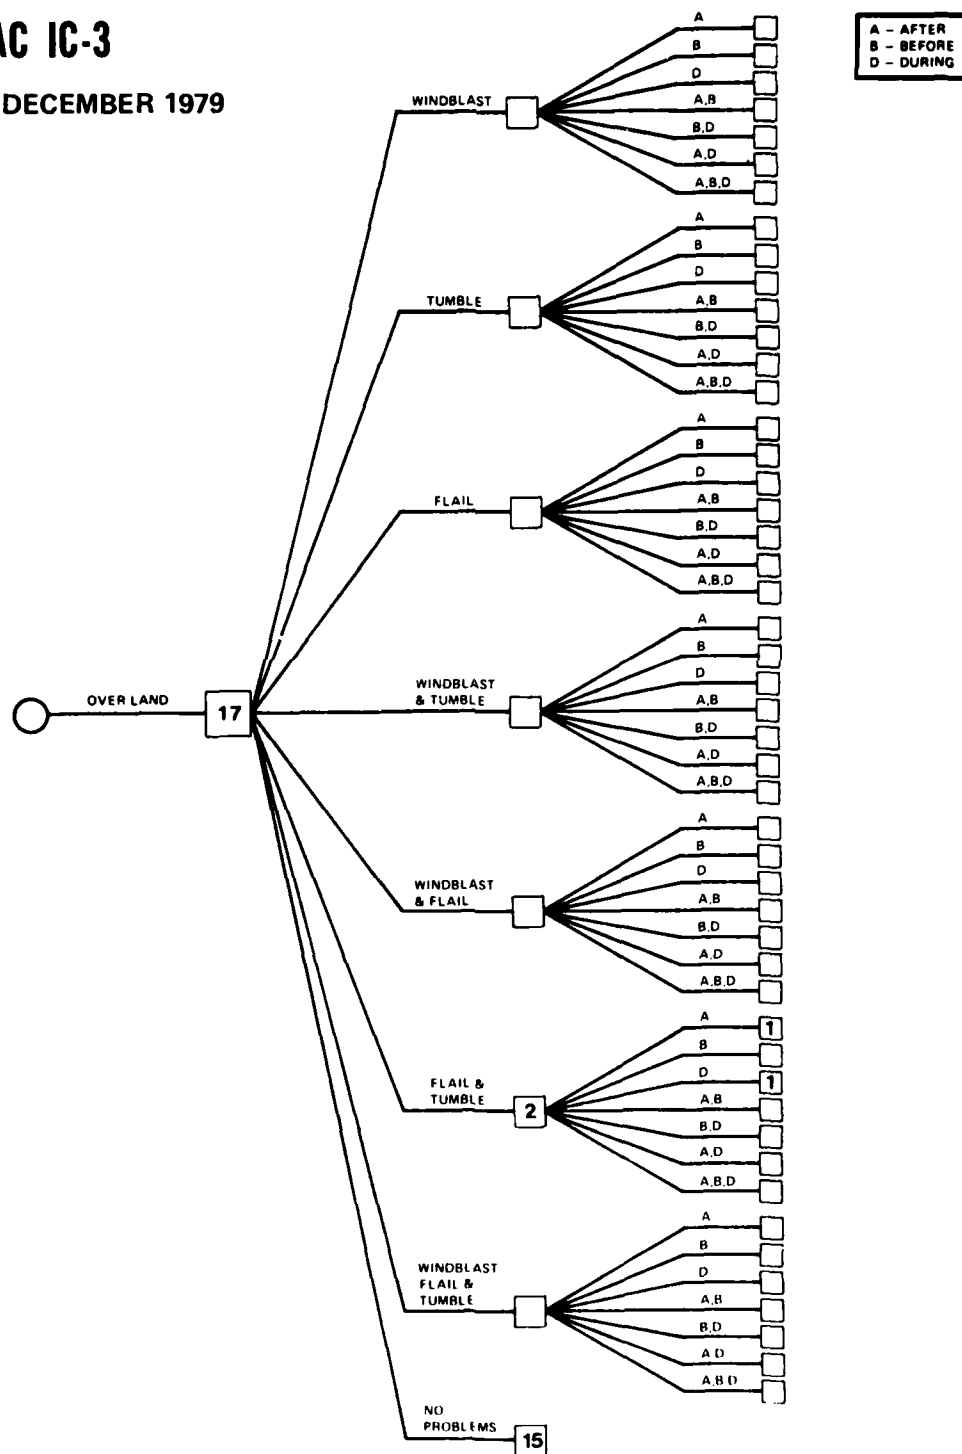 AC IC-3
DECEMBER 1979
A – AFTER
B – BEFORE
D – DURING
WINDBLAST
A
B
D
A,B
B,D
A,D
A,B,D
TUMBLE
A
B
D
A,B
B,D
A,D
A,B,D
FLAIL
A
B
D
A,B
B,D
A,D
A,B,D
OVER LAND
17
WINDBLAST
& TUMBLE
A
B
D
A,B
B,D
A,D
A,B,D
WINDBLAST
& FLAIL
A
B
D
A,B
B,D
A,D
A,B,D
FLAIL &
TUMBLE
2
A
1
B
D
1
A,B
B,D
A,D
A,B,D
WINDBLAST
FLAIL &
TUMBLE
A
B
D
A,B
B,D
A,D
A,B,D
NO
PROBLEMS
15